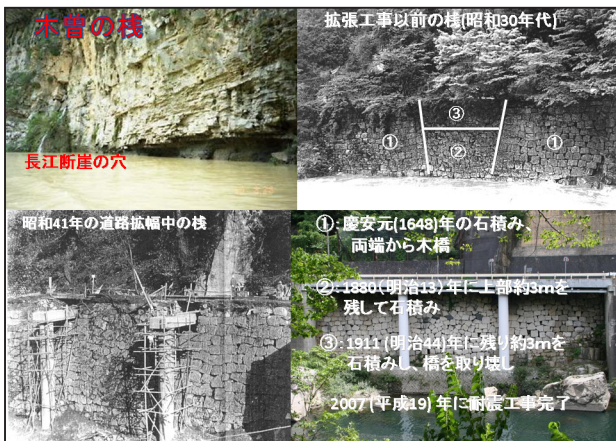 木曽の桟
長江断崖の穴
拡張工事以前の桟(昭和30年代)
③
①
②
①
昭和41年の道路拡幅中の桟
①:慶安元(1648)年の石積み、
両端から木橋
②:1880(明治13)年に上部約3mを
残して石積み
③:1911(明治44)年に残り約3mを
石積みし、橋を取り壊し
2007(平成19)年に耐震工事完了